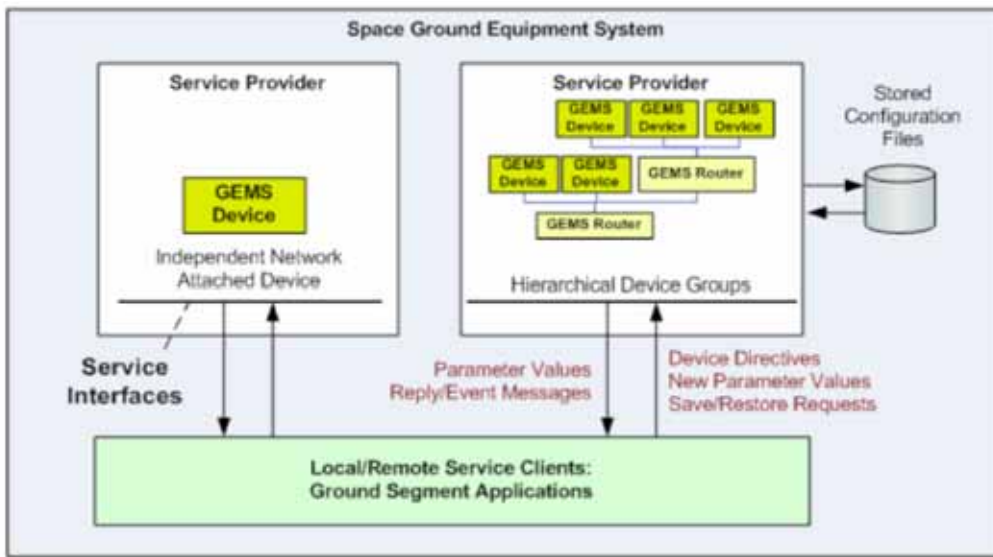 Space Ground Equipment System
Service Provider
GEMS
Device
Independent Network
Attached Device
Service
Interfaces
Service Provider
GEMS
Device
GEMS
Device
GEMS
Device
GEMS
Device
GEMS
Device
GEMS Router
GEMS Router
Hierarchical Device Groups
Stored
Configuration
Files
Parameter Values
Reply/Event Messages
Device Directives
New Parameter Values
Save/Restore Requests
Local/Remote Service Clients:
Ground Segment Applications